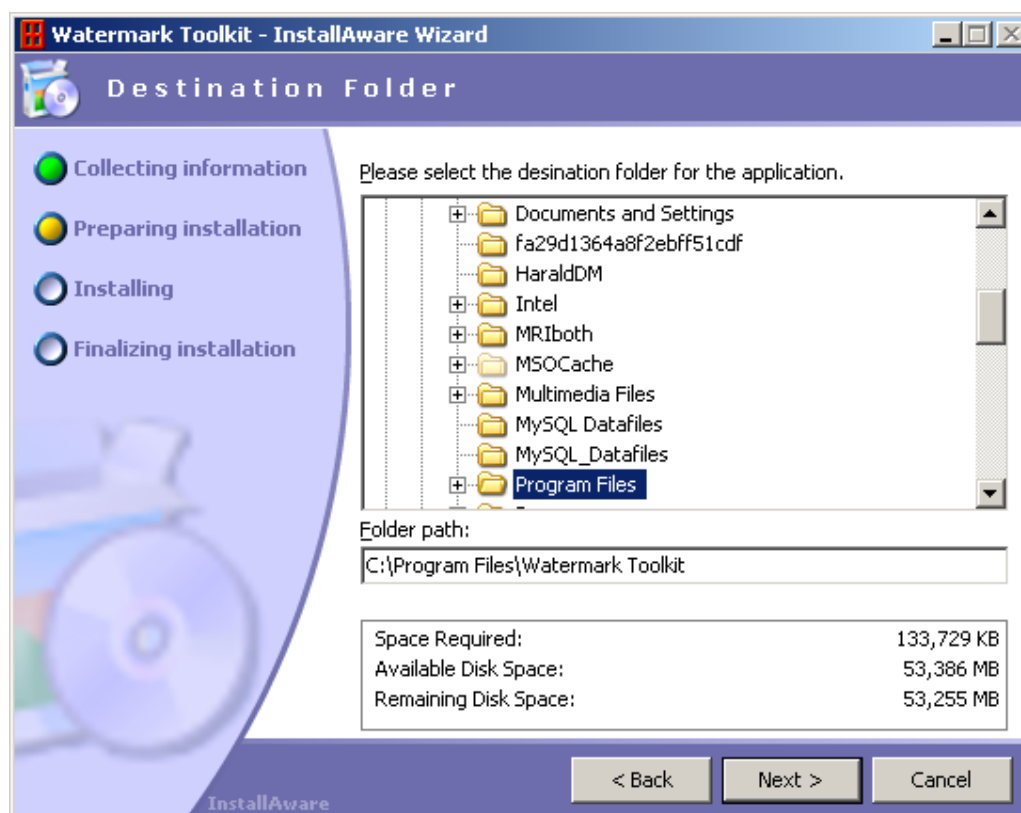 Watermark Toolkit - InstallAware Wizard
Destination Folder
Collecting information
Preparing installation
Installing
Finalizing installation
Please select the desination folder for the application.
Documents and Settings
fa29d1364a8f2ebff51cdf
HaraldDM
Intel
MRIboth
MSOCache
Multimedia Files
MySQL Datafiles
MySQL_Datafiles
Program Files
Folder path:
C:\Program Files\Watermark Toolkit
Space Required: 133,729 KB
Available Disk Space: 53,386 MB
Remaining Disk Space: 53,255 MB
InstallAware
< Back
Next >
Cancel